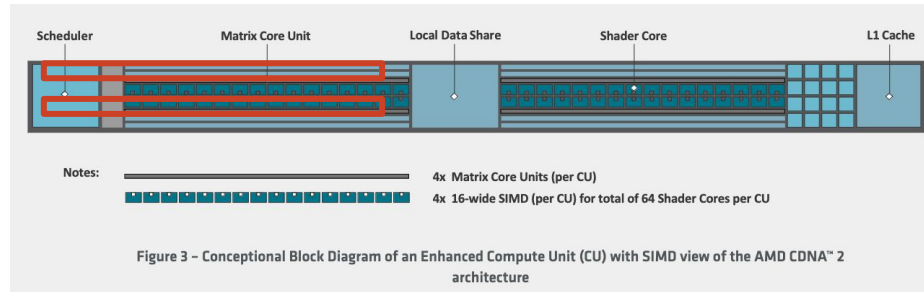 Scheduler Matrix Core Unit Local Data Share Shader Core L1 Cache
Notes: 4x Matrix Core Units (per CU)
4x 16-wide SIMD (per CU) for total of 64 Shader Cores per CU
Figure 3 – Conceptional Block Diagram of an Enhanced Compute Unit (CU) with SIMD view of the AMD CDNA™ 2
architecture